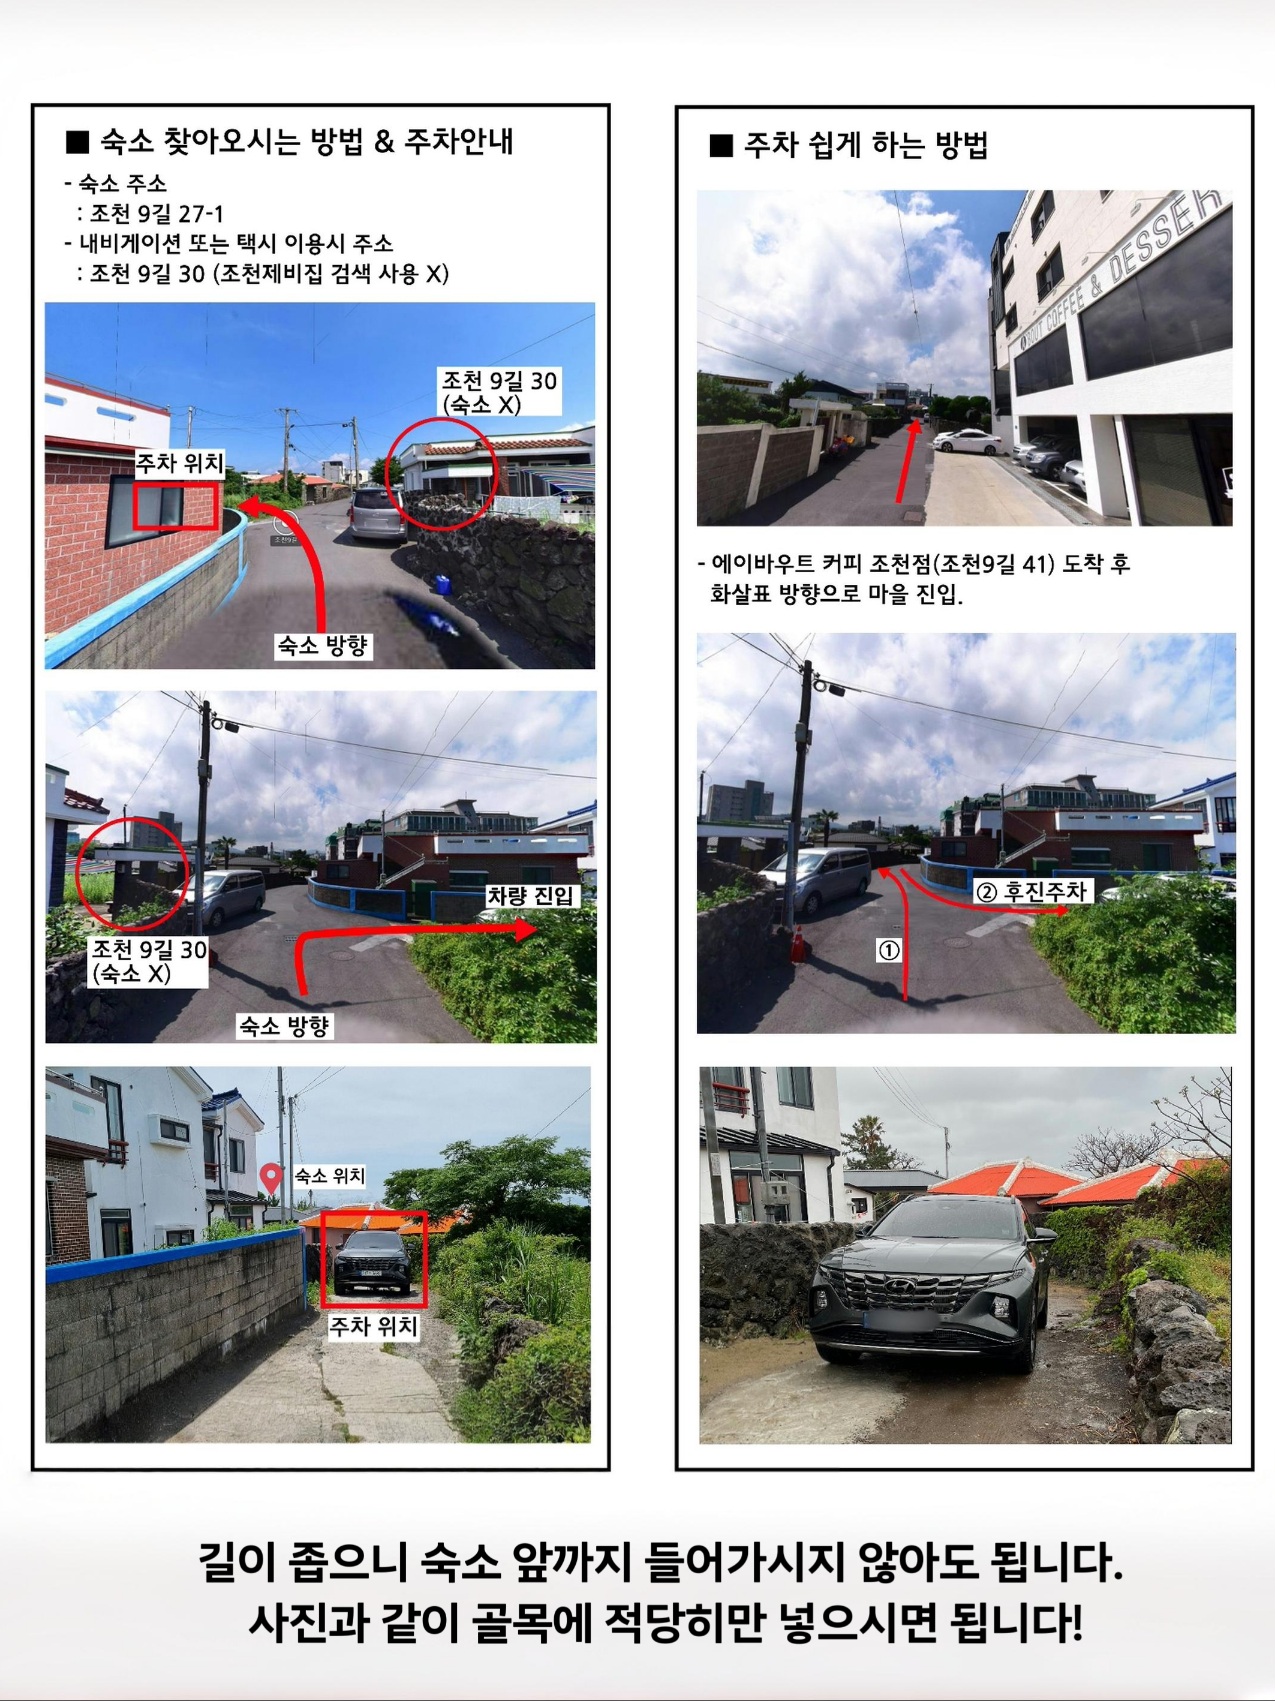 ■ 숙소 찾아오시는 방법 & 주차안내
- 숙소 주소
: 조천 9길 27-1
- 내비게이션 또는 택시 이용시 주소
: 조천 9길 30 (조천제비집 검색 사용 X)
조천 9길 30
(숙소 X)
주차 위치
숙소 방향
차량 진입
조천 9길 30
(숙소 X)
숙소 방향
숙소 위치
주차 위치
■ 주차 쉽게 하는 방법
ABOUT COFFEE & DESSER
- 에이바우트 커피 조천점(조천9길 41) 도착 후
화살표 방향으로 마을 진입.
② 후진주차
①
길이 좁으니 숙소 앞까지 들어가시지 않아도 됩니다.
사진과 같이 골목에 적당히만 넣으시면 됩니다!